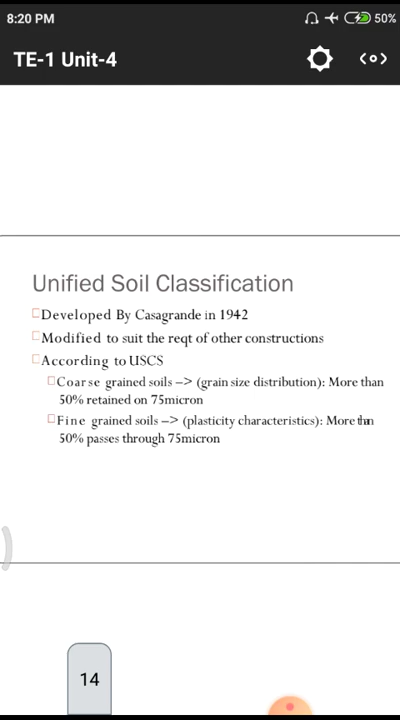 8:20 PM
50%
TE-1 Unit-4
Unified Soil Classification
Developed By Casagrande in 1942
Modified to suit the reqt of other constructions
According to USCS
Coarse grained soils –> (grain size distribution): More than
50% retained on 75micron
Fine grained soils –> (plasticity characteristics): More than
50% passes through 75micron
14